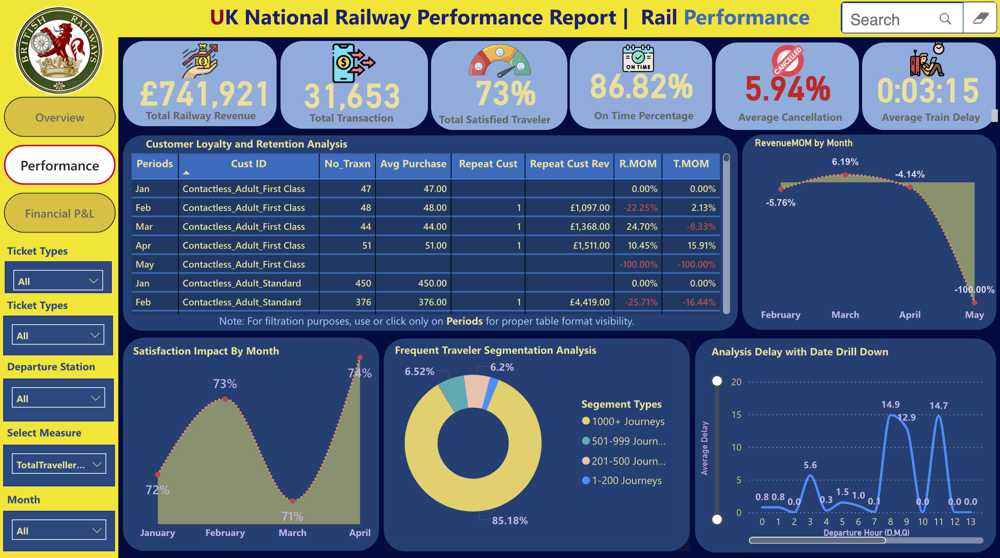 BRITISH RAILWAYS
UK National Railway Performance Report | Rail Performance
Search
£741,921
Total Railway Revenue
31,653
Total Transaction
73%
Total Satisfied Traveler
ON TIME
86.82%
On Time Percentage
CANCELLED
5.94%
Average Cancellation
0:03:15
Average Train Delay
Overview
Performance
Financial P&L
Ticket Types
All
Ticket Types
All
Departure Station
All
Select Measure
TotalTraveller...
Month
All
Customer Loyalty and Retention Analysis
Periods Cust ID No_Traxn Avg Purchase Repeat Cust Repeat Cust Rev R.MOM T.MOM
Jan Contactless_Adult_First Class 47 47.00 0.00% 0.00%
Feb Contactless_Adult_First Class 48 48.00 1 £1,097.00 -22.25% 2.13%
Mar Contactless_Adult_First Class 44 44.00 1 £1,368.00 24.70% -8.33%
Apr Contactless_Adult_First Class 51 51.00 1 £1,511.00 10.45% 15.91%
May Contactless_Adult_First Class -100.00% -100.00%
Jan Contactless_Adult_Standard 450 450.00 0.00% 0.00%
Feb Contactless_Adult_Standard 376 376.00 1 £4,419.00 -25.71% -16.44%
Note: For filtration purposes, use or click only on Periods for proper table format visibility.
RevenueMOM by Month
6.19%
-4.14%
-5.76%
-100.00%
February March April May
Satisfaction Impact By Month
74%
73%
72%
71%
January February March April
Frequent Traveler Segmentation Analysis
6.52% 6.2%
85.18%
Segement Types
1000+ Journeys
501-999 Journ...
201-500 Journ...
1-200 Journeys
Analysis Delay with Date Drill Down
Average Delay
20
15
10
5
0
0.8 0.8 0.0 5.6 0.3 1.5 1.0 0.1 14.9 12.9 0.0 14.7 0.0 0.0
0 1 2 3 4 5 6 7 8 9 10 11 12 13
Departure Hour (D,M,Q)